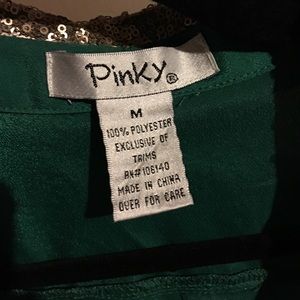 Pinky®
M
100% POLYESTER
EXCLUSIVE OF
TRIMS
RN# 106140
MADE IN CHINA
OVER FOR CARE